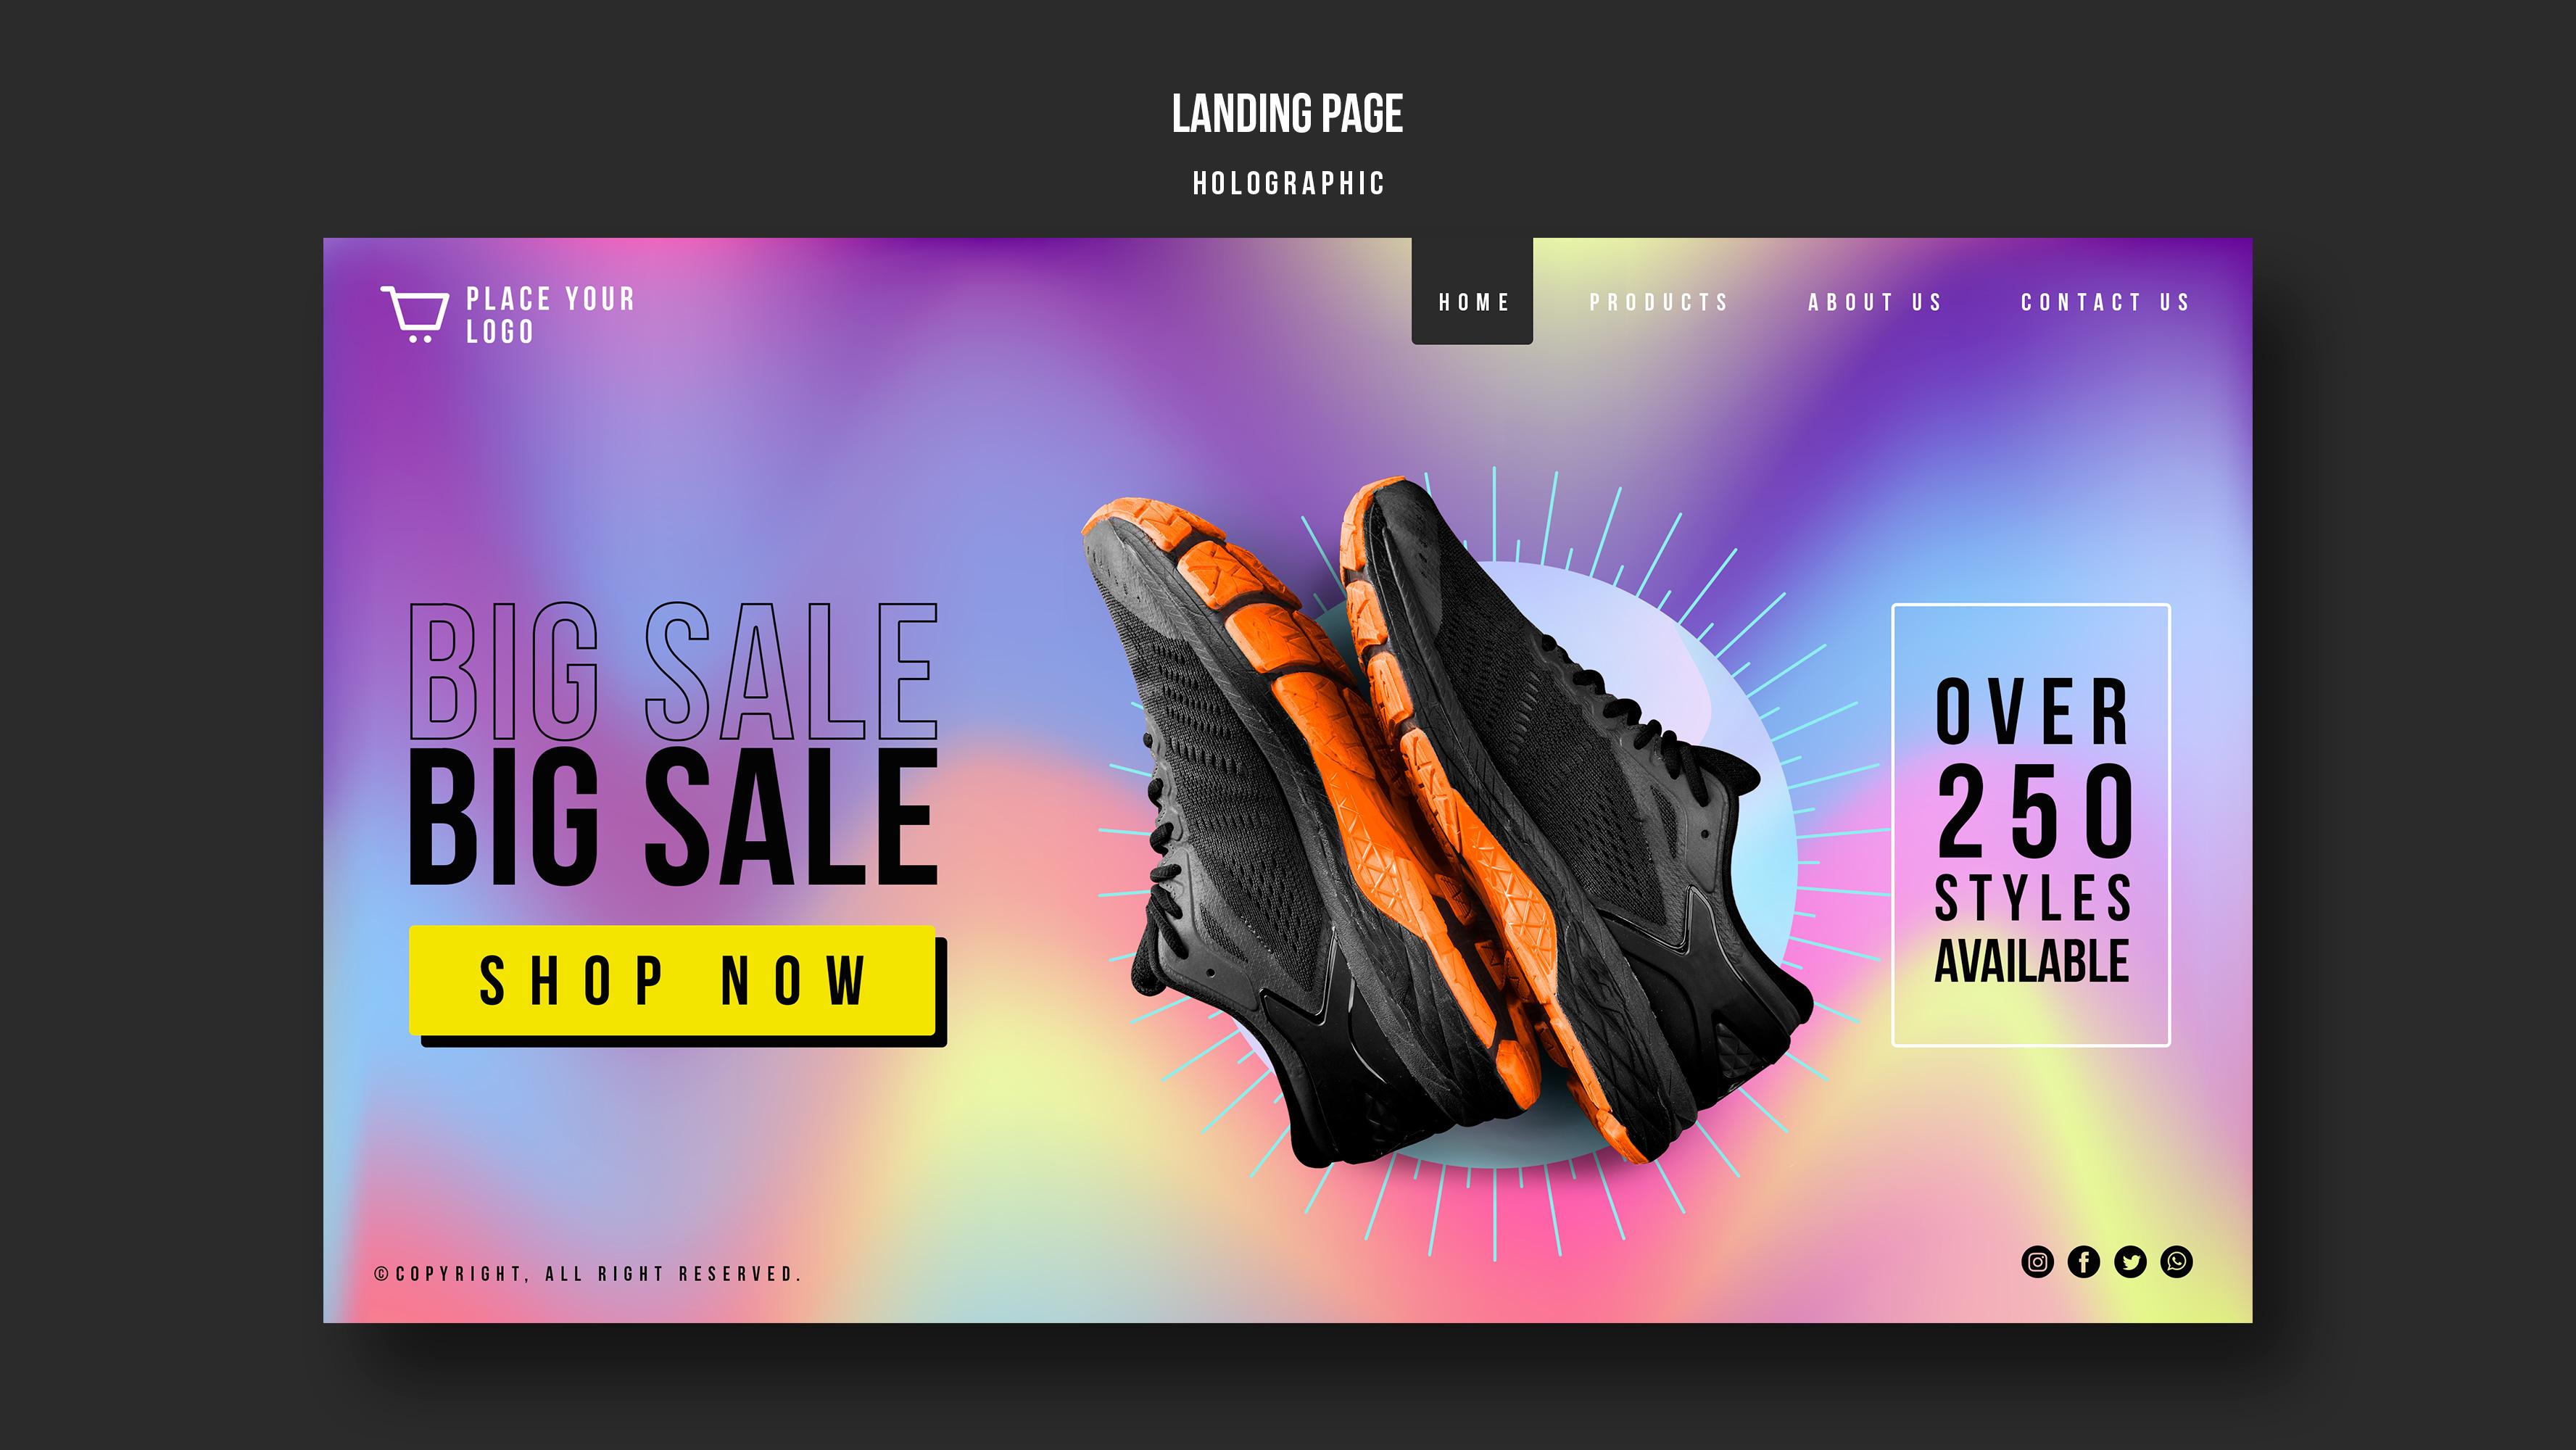 LANDING PAGE
HOLOGRAPHIC
PLACE YOUR
LOGO
HOME
PRODUCTS
ABOUT US
CONTACT US
BIG SALE
BIG SALE
SHOP NOW
OVER
250
STYLES
AVAILABLE
©COPYRIGHT, ALL RIGHT RESERVED.